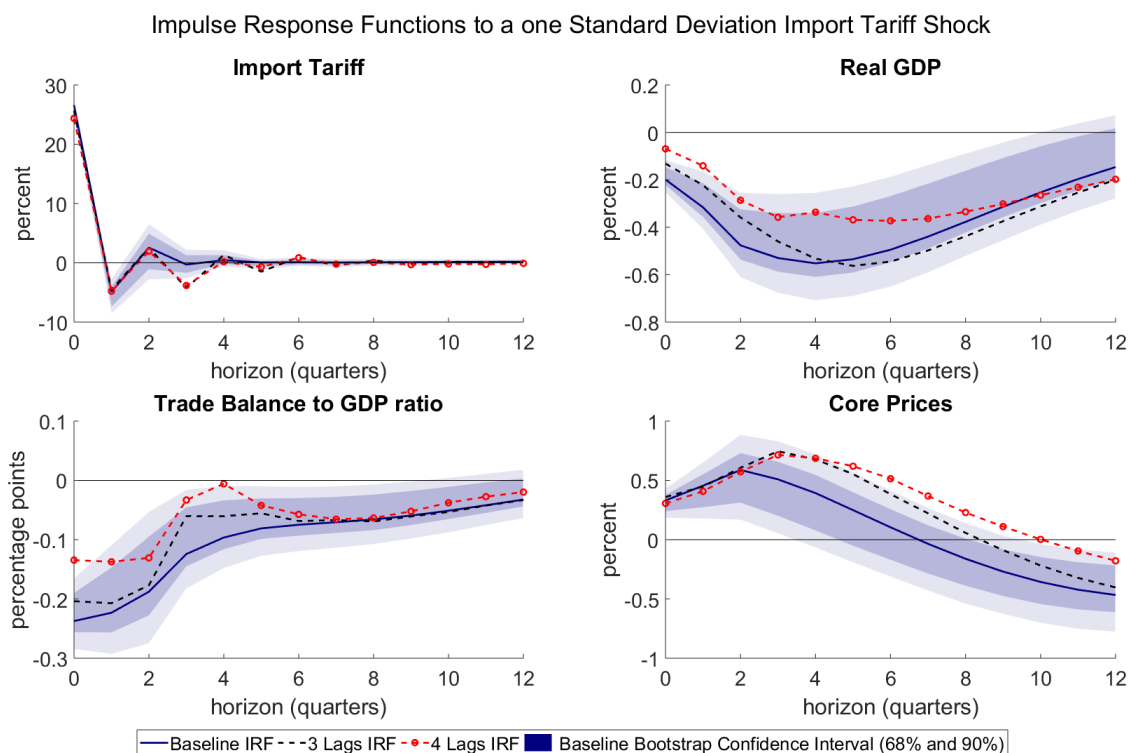 Impulse Response Functions to a one Standard Deviation Import Tariff Shock
Import Tariff
30
20
10
0
-10
percent
0 2 4 6 8 10 12
horizon (quarters)
Real GDP
0.2
0
-0.2
-0.4
-0.6
-0.8
percent
0 2 4 6 8 10 12
horizon (quarters)
Trade Balance to GDP ratio
0.1
0
-0.1
-0.2
-0.3
percentage points
0 2 4 6 8 10 12
horizon (quarters)
Core Prices
1
0.5
0
-0.5
-1
percent
0 2 4 6 8 10 12
horizon (quarters)
Baseline IRF 3 Lags IRF 4 Lags IRF Baseline Bootstrap Confidence Interval (68% and 90%)